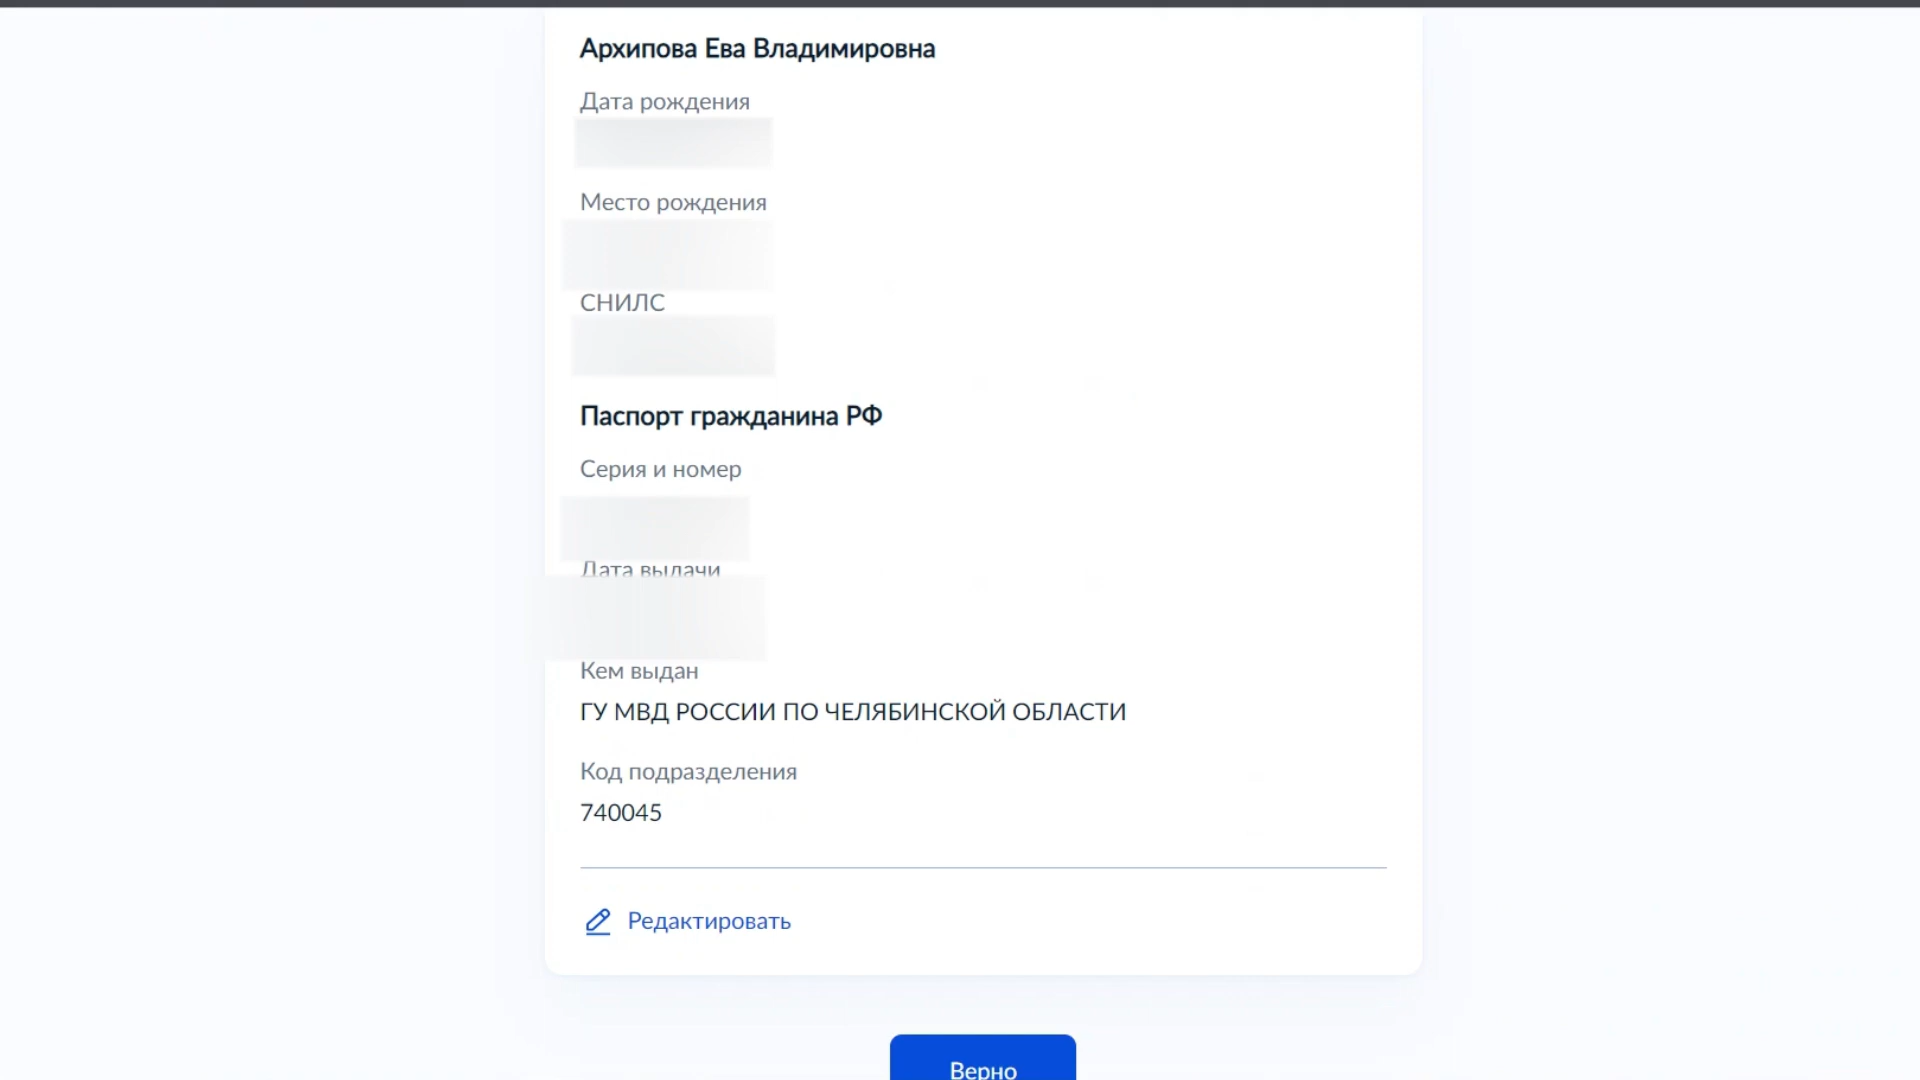 Архипова Ева Владимировна
Дата рождения
Место рождения
СНИЛС
Паспорт гражданина РФ
Серия и номер
Дата выдачи
Кем выдан
ГУ МВД РОССИИ ПО ЧЕЛЯБИНСКОЙ ОБЛАСТИ
Код подразделения
740045
Редактировать
Верно